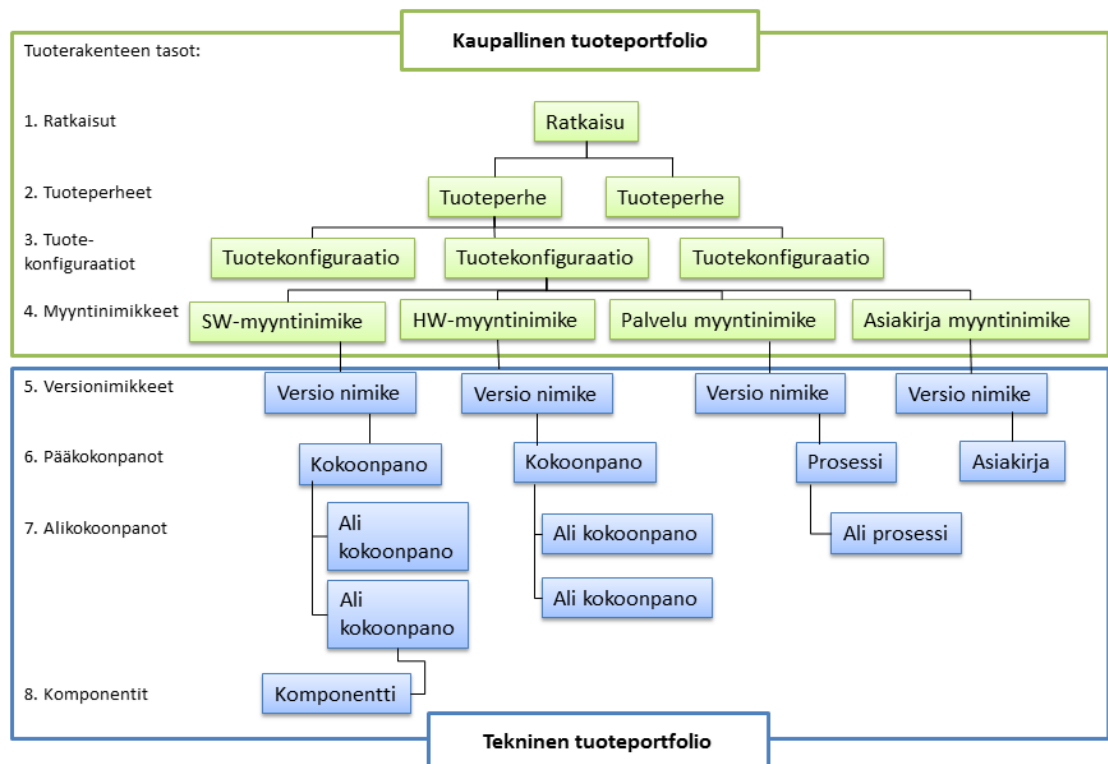 Kaupallinen tuoteportfolio
Tuoterakenteen tasot:
1. Ratkaisut
Ratkaisu
2. Tuoteperheet
Tuoteperhe
Tuoteperhe
3. Tuote-
konfiguraatiot
Tuotekonfiguraatio
Tuotekonfiguraatio
Tuotekonfiguraatio
4. Myyntinimikkeet
SW-myyntinimike
HW-myyntinimike
Palvelu myyntinimike
Asiakirja myyntinimike
5. Versionimikkeet
Versio nimike
Versio nimike
Versio nimike
Versio nimike
6. Pääkokonpanot
Kokoonpano
Kokoonpano
Prosessi
Asiakirja
7. Alikokoonpanot
Ali
kokoonpano
Ali kokoonpano
Ali prosessi
Ali
kokoonpano
Ali kokoonpano
8. Komponentit
Komponentti
Tekninen tuoteportfolio